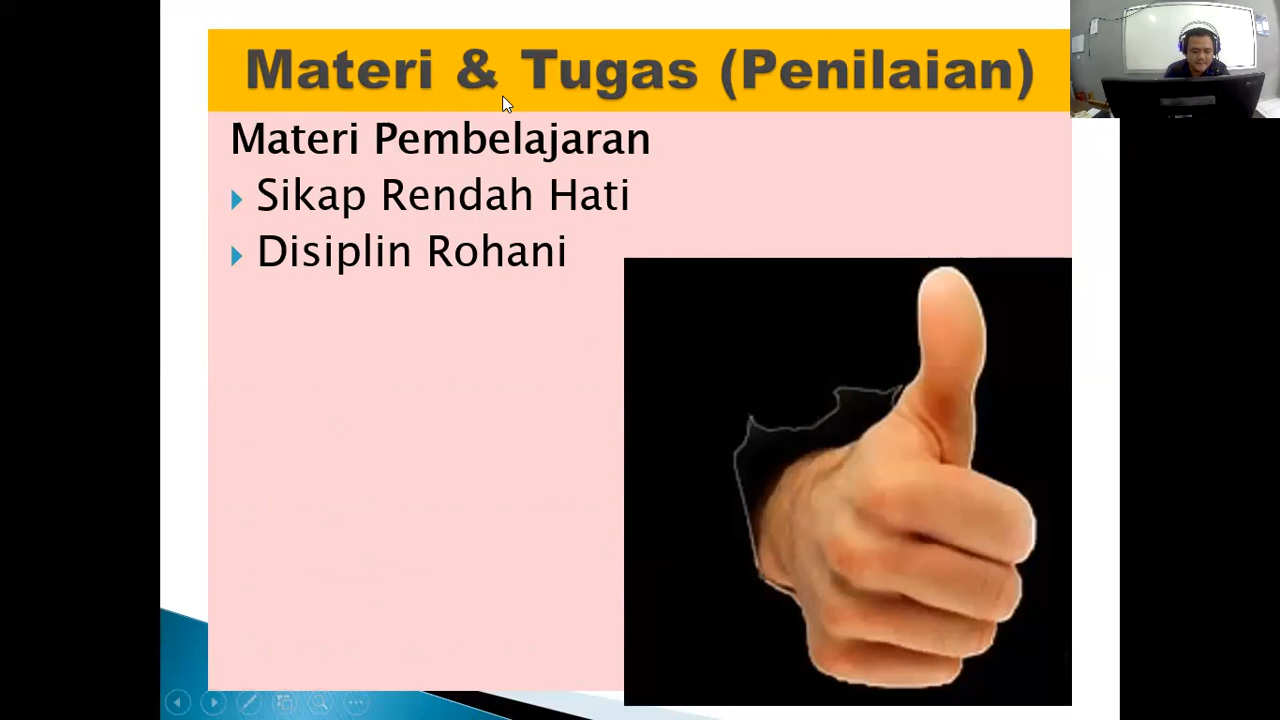 Materi & Tugas (Penilaian)
Materi Pembelajaran
Sikap Rendah Hati
Disiplin Rohani